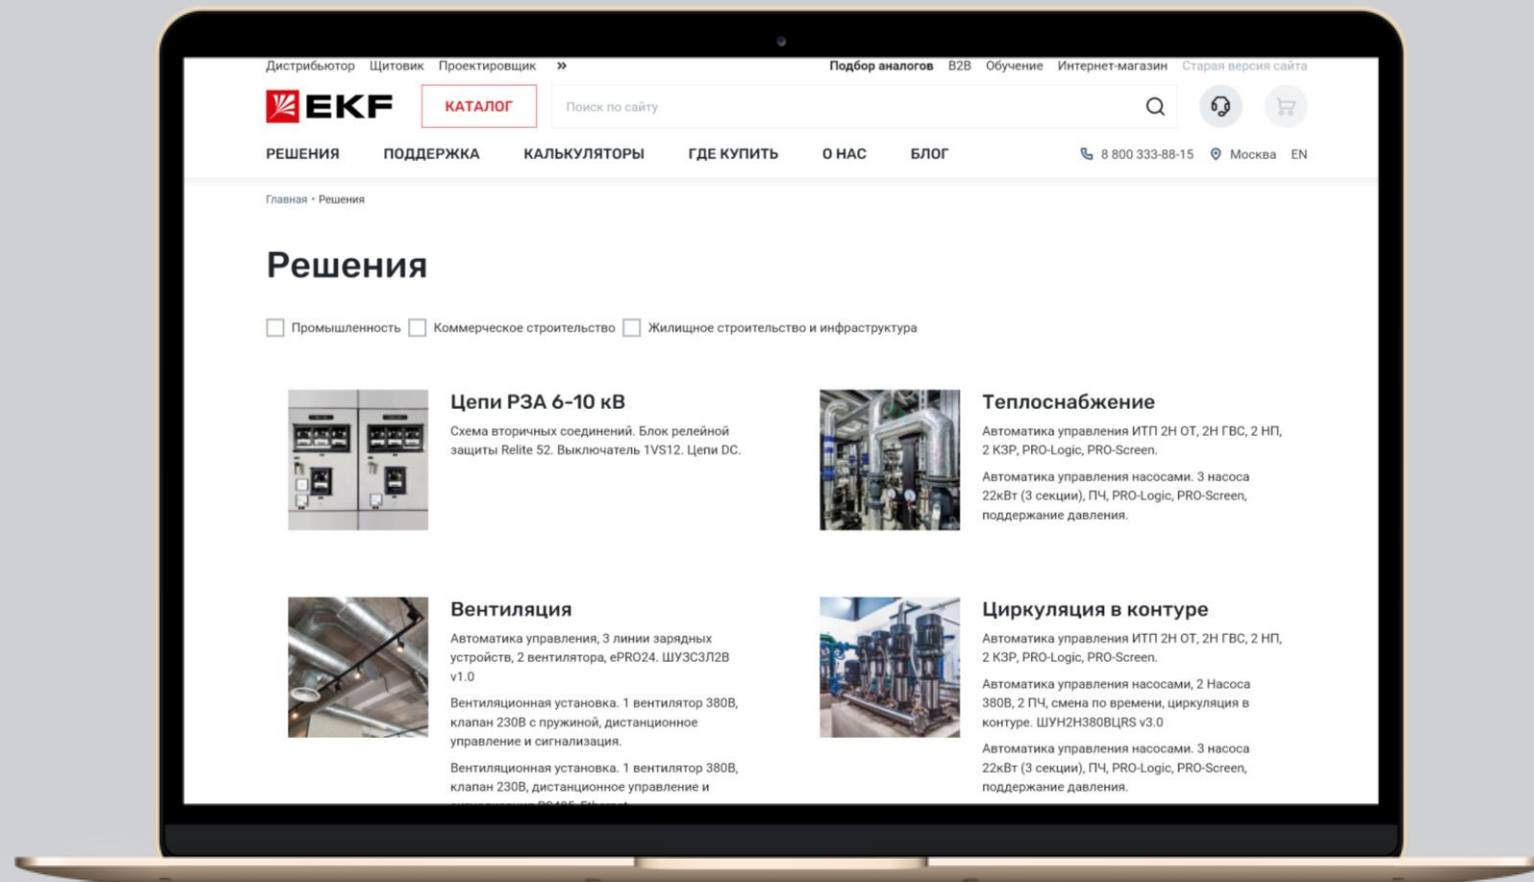 Дистрибьютор Щитовик Проектировщик »
Подбор аналогов B2B Обучение Интернет-магазин Старая версия сайта
EKF КАТАЛОГ Поиск по сайту
РЕШЕНИЯ ПОДДЕРЖКА КАЛЬКУЛЯТОРЫ ГДЕ КУПИТЬ О НАС БЛОГ 8 800 333-88-15 Москва EN
Главная • Решения
Решения
Промышленность Коммерческое строительство Жилищное строительство и инфраструктура
Цепи РЗА 6-10 кВ
Схема вторичных соединений. Блок релейной
защиты Relite 52. Выключатель 1VS12. Цепи DC.
Теплоснабжение
Автоматика управления ИТП 2Н ОТ, 2Н ГВС, 2 НП,
2 КЗР, PRO-Logic, PRO-Screen.
Автоматика управления насосами. 3 насоса
22кВт (3 секции), ПЧ, PRO-Logic, PRO-Screen,
поддержание давления.
Вентиляция
Автоматика управления, 3 линии зарядных
устройств, 2 вентилятора, ePRO24. ШУЗС3Л2В
v1.0
Вентиляционная установка. 1 вентилятор 380В,
клапан 230В с пружиной, дистанционное
управление и сигнализация.
Вентиляционная установка. 1 вентилятор 380В,
клапан 230В, дистанционное управление и
Циркуляция в контуре
Автоматика управления ИТП 2Н ОТ, 2Н ГВС, 2 НП,
2 КЗР, PRO-Logic, PRO-Screen.
Автоматика управления насосами, 2 Насоса
380В, 2 ПЧ, смена по времени, циркуляция в
контуре. ШУН2Н380ВЦRS v3.0
Автоматика управления насосами. 3 насоса
22кВт (3 секции), ПЧ, PRO-Logic, PRO-Screen,
поддержание давления.